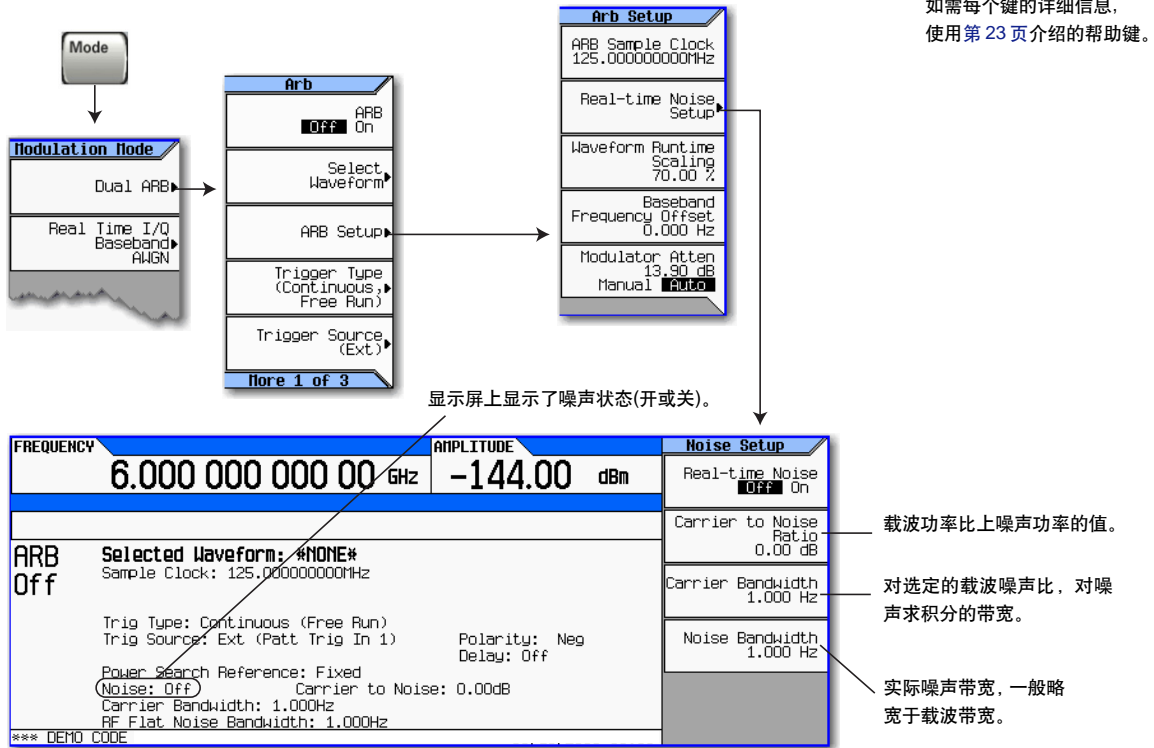 如需每个键的详细信息，
使用第 23 页介绍的帮助键。
Mode
Modulation Mode
Dual ARB
Real Time I/Q
Baseband
AWGN
Arb
ARB
Off On
Select
Waveform
ARB Setup
Trigger Type
(Continuous,
Free Run)
Trigger Source
(Ext)
More 1 of 3
Arb Setup
ARB Sample Clock
125.000000000MHz
Real-time Noise
Setup
Waveform Runtime
Scaling
70.00 %
Baseband
Frequency Offset
0.000 Hz
Modulator Atten
13.90 dB
Manual Auto
显示屏上显示了噪声状态(开或关)。
FREQUENCY
6.000 000 000 00 GHz
AMPLITUDE
-144.00 dBm
ARB
Off
Selected Waveform: *NONE*
Sample Clock: 125.000000000MHz
Trig Type: Continuous (Free Run)
Trig Source: Ext (Patt Trig In 1) Polarity: Neg
Delay: Off
Power Search Reference: Fixed
Noise: Off Carrier to Noise: 0.00dB
Carrier Bandwidth: 1.000Hz
RF Flat Noise Bandwidth: 1.000Hz
*** DEMO CODE
Noise Setup
Real-time Noise
Off On
Carrier to Noise
Ratio
0.00 dB
Carrier Bandwidth
1.000 Hz
Noise Bandwidth
1.000 Hz
载波功率比上噪声功率的值。
对选定的载波噪声比，对噪
声求积分的带宽。
实际噪声带宽，一般略
宽于载波带宽。